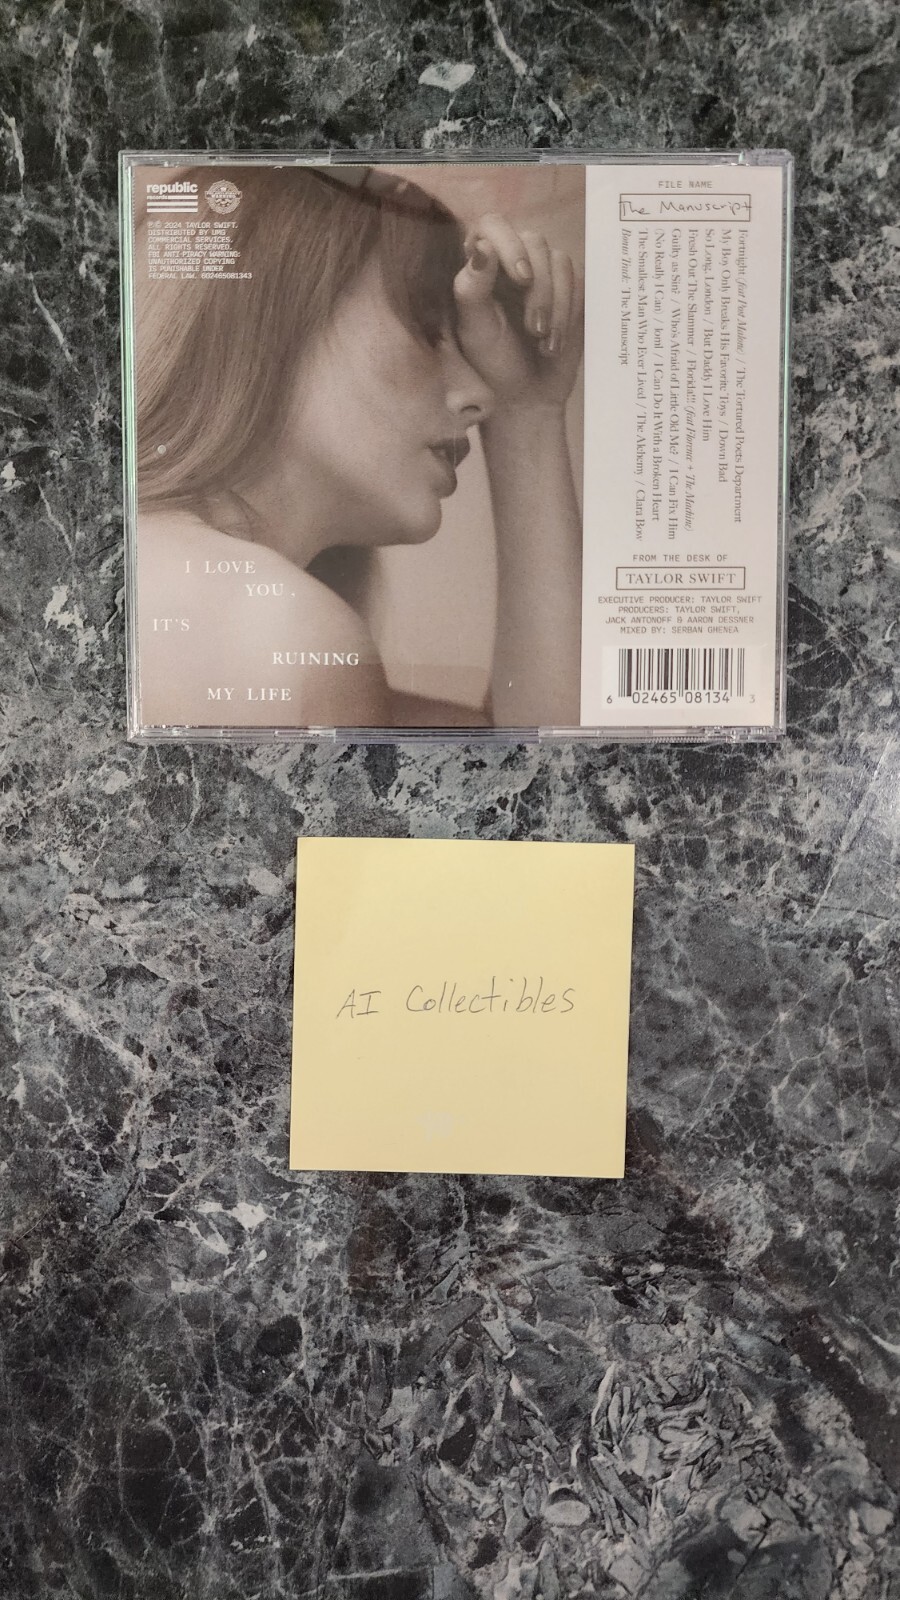 republic
records
℗ © 2024 TAYLOR SWIFT.
DISTRIBUTED BY UMG
COMMERCIAL SERVICES.
ALL RIGHTS RESERVED.
FBI ANTI-PIRACY WARNING:
UNAUTHORIZED COPYING
IS PUNISHABLE UNDER
FEDERAL LAW. 602465081343
I LOVE
YOU,
IT'S
RUINING
MY LIFE
FILE NAME
The Manuscript
Fortnight (feat Post Malone) / The Tortured Poets Department
My Boy Only Breaks His Favorite Toys / Down Bad
So Long, London / But Daddy I Love Him
Fresh Out The Slammer / Florida!!! (feat Florence + The Machine)
Guilty as Sin? / Who's Afraid of Little Old Me? / I Can Fix Him
(No Really I Can) / loml / I Can Do It With a Broken Heart
The Smallest Man Who Ever Lived / The Alchemy / Clara Bow
Bonus Track: The Manuscript
FROM THE DESK OF
TAYLOR SWIFT
EXECUTIVE PRODUCER: TAYLOR SWIFT
PRODUCERS: TAYLOR SWIFT,
JACK ANTONOFF & AARON DESSNER
MIXED BY: SERBAN GHENEA
6 02465 08134 3
AI Collectibles